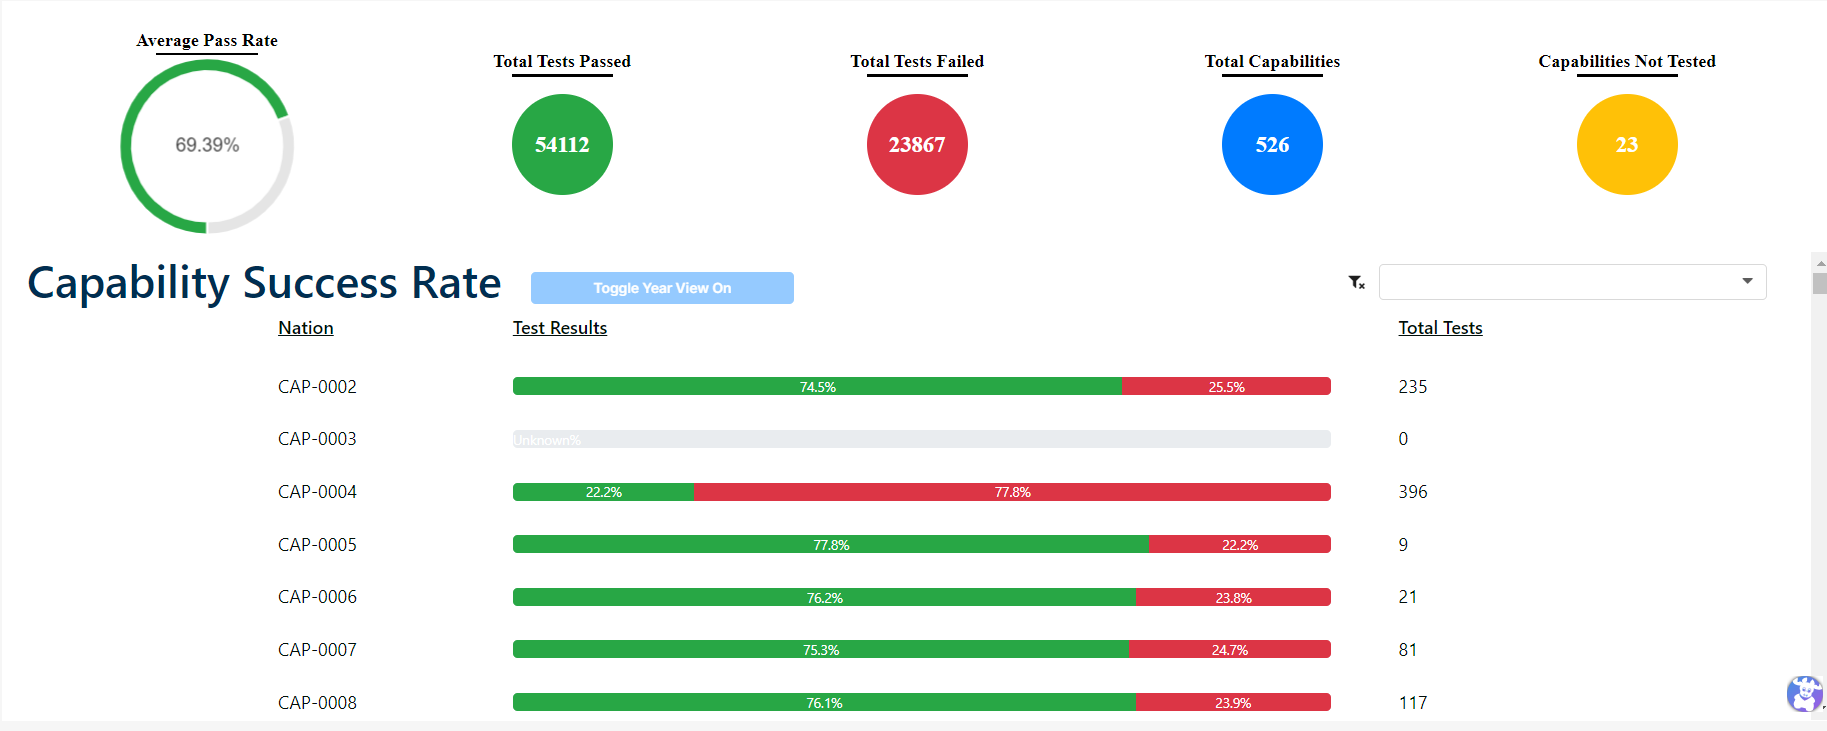 Average Pass Rate
69.39%
Total Tests Passed
54112
Total Tests Failed
23867
Total Capabilities
526
Capabilities Not Tested
23
Capability Success Rate
Toggle Year View On
Nation Test Results Total Tests
CAP-0002 74.5% 25.5% 235
CAP-0003 Unknown% 0
CAP-0004 22.2% 77.8% 396
CAP-0005 77.8% 22.2% 9
CAP-0006 76.2% 23.8% 21
CAP-0007 75.3% 24.7% 81
CAP-0008 76.1% 23.9% 117